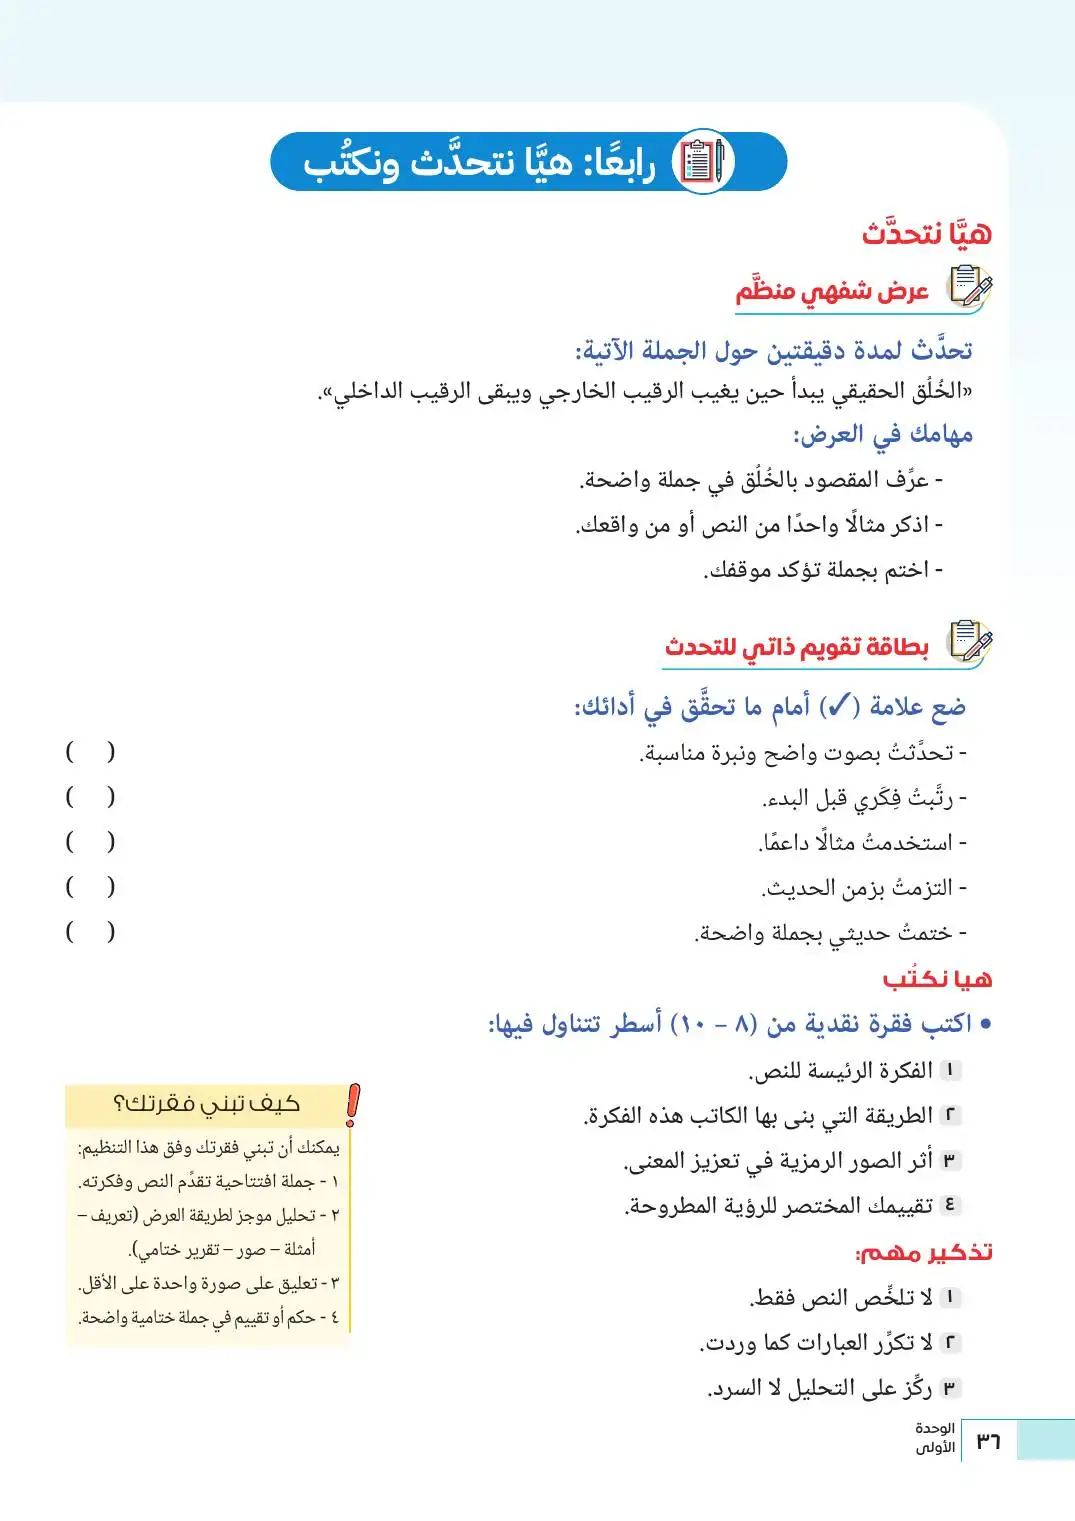 رابعًا: هيَّا نتحدَّث ونكتُب
هيَّا نتحدَّث
عرض شفهي منظَّم
تحدَّث لمدة دقيقتين حول الجملة الآتية:
«الخُلُق الحقيقي يبدأ حين يغيب الرقيب الخارجي ويبقى الرقيب الداخلي».
مهامك في العرض:
- عرِّف المقصود بالخُلُق في جملة واضحة.
- اذكر مثالًا واحدًا من النص أو من واقعك.
- اختم بجملة تؤكد موقفك.
بطاقة تقويم ذاتي للتحدث
ضع علامة (✓) أمام ما تحقَّق في أدائك:
- تحدَّثتُ بصوت واضح ونبرة مناسبة. ( )
- رتَّبتُ فِكَري قبل البدء. ( )
- استخدمتُ مثالًا داعمًا. ( )
- التزمتُ بزمن الحديث. ( )
- ختمتُ حديثي بجملة واضحة. ( )
هيا نكتُب
• اكتب فقرة نقدية من (٨ – ١٠) أسطر تتناول فيها:
١ الفكرة الرئيسة للنص.
٢ الطريقة التي بنى بها الكاتب هذه الفكرة.
٣ أثر الصور الرمزية في تعزيز المعنى.
٤ تقييمك المختصر للرؤية المطروحة.
تذكير مهم:
١ لا تلخِّص النص فقط.
٢ لا تكرِّر العبارات كما وردت.
٣ ركِّز على التحليل لا السرد.
كيف تبني فقرتك؟
يمكنك أن تبني فقرتك وفق هذا التنظيم:
١ - جملة افتتاحية تقدِّم النص وفكرته.
٢ - تحليل موجز لطريقة العرض (تعريف –
أمثلة – صور – تقرير ختامي).
٣ - تعليق على صورة واحدة على الأقل.
٤ - حكم أو تقييم في جملة ختامية واضحة.
٣٦
الوحدة
الأولى